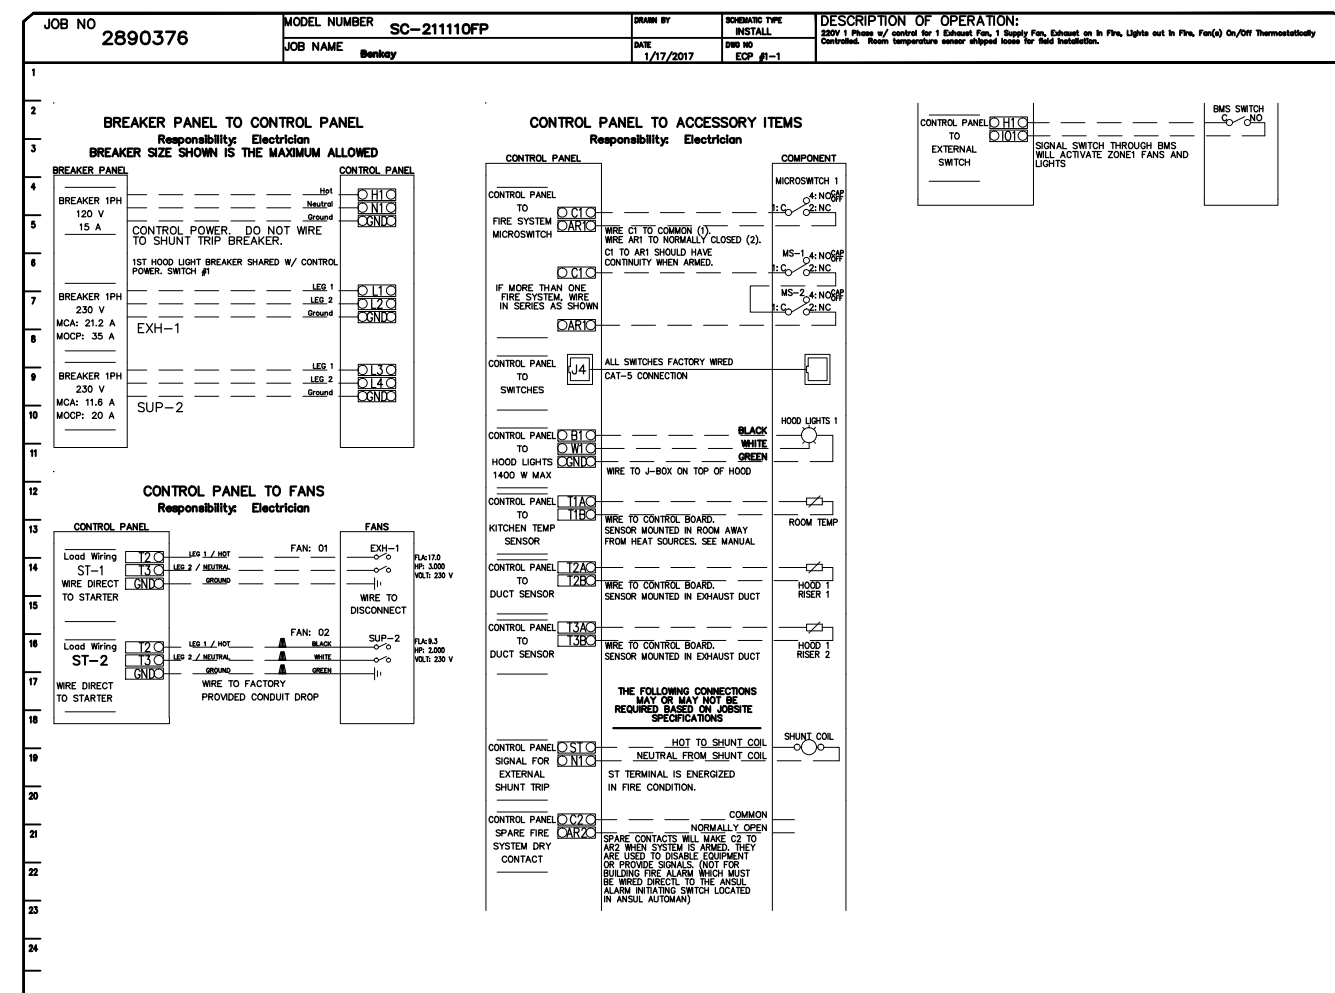 JOB NO
2890376
MODEL NUMBER
SC-211110FP
JOB NAME
Benkay
DRAWN BY
DATE
1/17/2017
SCHEMATIC TYPE
INSTALL
DWG NO
ECP #1-1
DESCRIPTION OF OPERATION:
220V 1 Phase w/ control for 1 Exhaust Fan, 1 Supply Fan, Exhaust on in Fire, Lights out in Fire, Fan(s) On/Off Thermostatically
Controlled. Room temperature sensor shipped loose for field installation.
1
2
3
4
5
6
7
8
9
10
11
12
13
14
15
16
17
18
19
20
21
22
23
24
BREAKER PANEL TO CONTROL PANEL
Responsibility: Electrician
BREAKER SIZE SHOWN IS THE MAXIMUM ALLOWED
BREAKER PANEL
CONTROL PANEL
BREAKER 1PH
120 V
15 A
Hot
H1
Neutral
N1
Ground
GND
CONTROL POWER. DO NOT WIRE
TO SHUNT TRIP BREAKER.
1ST HOOD LIGHT BREAKER SHARED W/ CONTROL
POWER. SWITCH #1
BREAKER 1PH
230 V
MCA: 21.2 A
MOCP: 35 A
LEG 1
L1
LEG 2
L2
Ground
GND
EXH-1
BREAKER 1PH
230 V
MCA: 11.6 A
MOCP: 20 A
LEG 1
L3
LEG 2
L4
Ground
GND
SUP-2
CONTROL PANEL TO FANS
Responsibility: Electrician
CONTROL PANEL
FANS
Load Wiring
ST-1
WIRE DIRECT
TO STARTER
T2
T3
GND
LEG 1 / HOT
LEG 2 / NEUTRAL
GROUND
FAN: 01
EXH-1
WIRE TO
DISCONNECT
FLA:17.0
HP: 3.000
VOLT: 230 V
Load Wiring
ST-2
WIRE DIRECT
TO STARTER
T2
T3
GND
LEG 1 / HOT
LEG 2 / NEUTRAL
GROUND
FAN: 02
BLACK
WHITE
GREEN
SUP-2
WIRE TO FACTORY
PROVIDED CONDUIT DROP
FLA:9.3
HP: 2.000
VOLT: 230 V
CONTROL PANEL TO ACCESSORY ITEMS
Responsibility: Electrician
CONTROL PANEL
COMPONENT
CONTROL PANEL
TO
FIRE SYSTEM
MICROSWITCH
C1
AR1
WIRE C1 TO COMMON (1).
WIRE AR1 TO NORMALLY CLOSED (2).
C1 TO AR1 SHOULD HAVE
CONTINUITY WHEN ARMED.
MICROSWITCH 1
4: NO CAP OFF
1: C
2: NC
IF MORE THAN ONE
FIRE SYSTEM, WIRE
IN SERIES AS SHOWN
C1
AR1
MS-1
4: NO CAP OFF
1: C
2: NC
MS-2
4: NO CAP OFF
1: C
2: NC
CONTROL PANEL
TO
SWITCHES
J4
ALL SWITCHES FACTORY WIRED
CAT-5 CONNECTION
CONTROL PANEL
TO
HOOD LIGHTS
1400 W MAX
B1
W1
GND
BLACK
WHITE
GREEN
WIRE TO J-BOX ON TOP OF HOOD
HOOD LIGHTS 1
CONTROL PANEL
TO
KITCHEN TEMP
SENSOR
T1A
T1B
WIRE TO CONTROL BOARD.
SENSOR MOUNTED IN ROOM AWAY
FROM HEAT SOURCES. SEE MANUAL
ROOM TEMP
CONTROL PANEL
TO
DUCT SENSOR
T2A
T2B
WIRE TO CONTROL BOARD.
SENSOR MOUNTED IN EXHAUST DUCT
HOOD 1
RISER 1
CONTROL PANEL
TO
DUCT SENSOR
T3A
T3B
WIRE TO CONTROL BOARD.
SENSOR MOUNTED IN EXHAUST DUCT
HOOD 1
RISER 2
THE FOLLOWING CONNECTIONS
MAY OR MAY NOT BE
REQUIRED BASED ON JOBSITE
SPECIFICATIONS
CONTROL PANEL
SIGNAL FOR
EXTERNAL
SHUNT TRIP
ST
N1
HOT TO SHUNT COIL
NEUTRAL FROM SHUNT COIL
ST TERMINAL IS ENERGIZED
IN FIRE CONDITION.
SHUNT COIL
CONTROL PANEL
SPARE FIRE
SYSTEM DRY
CONTACT
C2
AR2
COMMON
NORMALLY OPEN
SPARE CONTACTS WILL MAKE C2 TO
AR2 WHEN SYSTEM IS ARMED. THEY
ARE USED TO DISABLE EQUIPMENT
OR PROVIDE SIGNALS. (NOT FOR
BUILDING FIRE ALARM WHICH MUST
BE WIRED DIRECTL TO THE ANSUL
ALARM INITIATING SWITCH LOCATED
IN ANSUL AUTOMAN)
CONTROL PANEL
TO
EXTERNAL
SWITCH
H1
IO1
SIGNAL SWITCH THROUGH BMS
WILL ACTIVATE ZONE1 FANS AND
LIGHTS
BMS SWITCH
C
NO